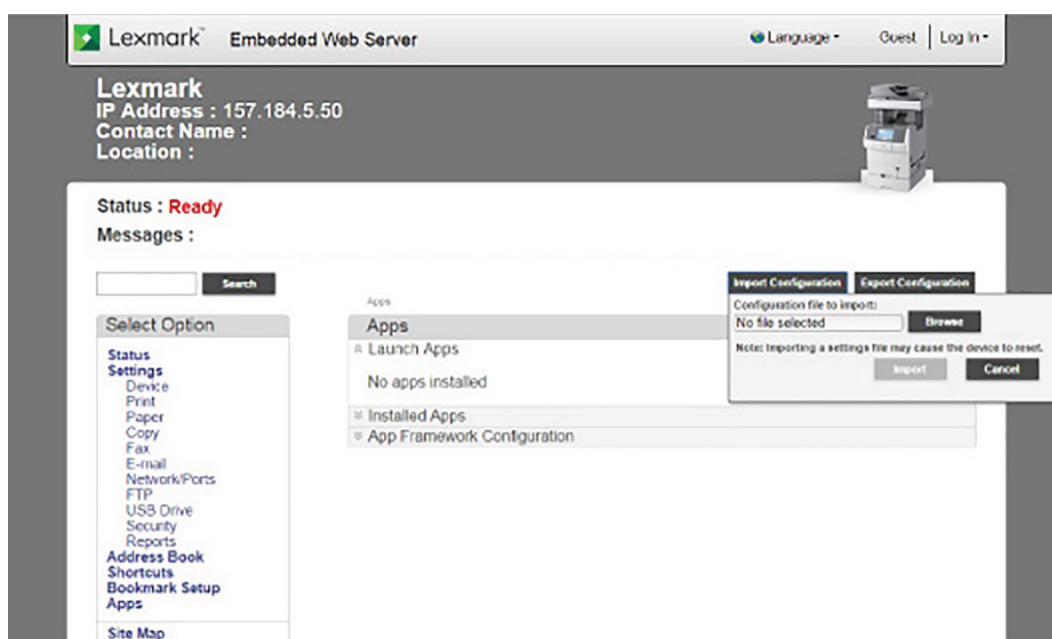 Lexmark™ Embedded Web Server Language Guest Log In
Lexmark
IP Address : 157.184.5.50
Contact Name :
Location :
Status : Ready
Messages :
Search
Import Configuration Export Configuration
Configuration file to import:
No file selected Browse
Note: Importing a settings file may cause the device to reset.
Import Cancel
Apps
Apps
Launch Apps
No apps installed
Installed Apps
App Framework Configuration
Select Option
Status
Settings
Device
Print
Paper
Copy
Fax
E-mail
Network/Ports
FTP
USB Drive
Security
Reports
Address Book
Shortcuts
Bookmark Setup
Apps
Site Map